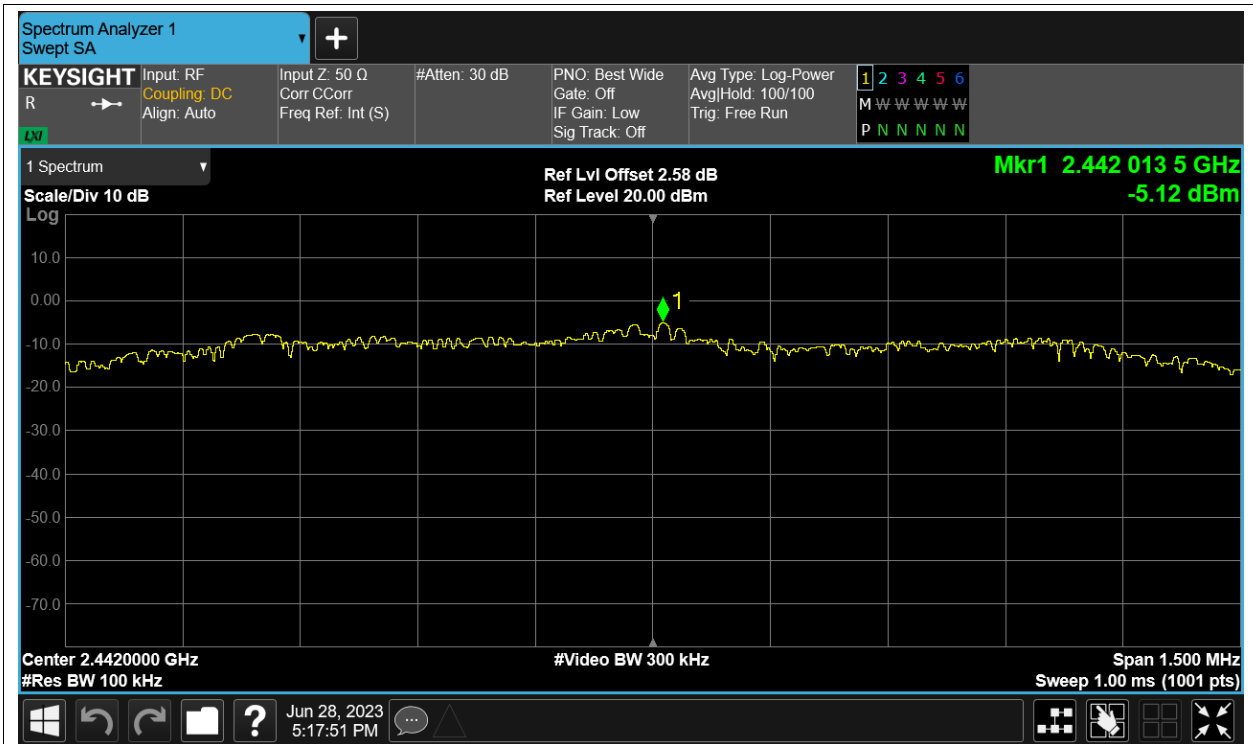 Spectrum Analyzer 1
Swept SA
KEYSIGHT
R
LXI
Input: RF
Coupling: DC
Align: Auto
Input Z: 50 Ω
Corr CCorr
Freq Ref: Int (S)
#Atten: 30 dB
PNO: Best Wide
Gate: Off
IF Gain: Low
Sig Track: Off
Avg Type: Log-Power
Avg|Hold: 100/100
Trig: Free Run
1 2 3 4 5 6
M W W W W W
P N N N N N
1 Spectrum
Scale/Div 10 dB
Log
Ref Lvl Offset 2.58 dB
Ref Level 20.00 dBm
Mkr1 2.442 013 5 GHz
-5.12 dBm
10.0
0.00
1
-10.0
-20.0
-30.0
-40.0
-50.0
-60.0
-70.0
Center 2.4420000 GHz
#Res BW 100 kHz
#Video BW 300 kHz
Span 1.500 MHz
Sweep 1.00 ms (1001 pts)
?
Jun 28, 2023
5:17:51 PM